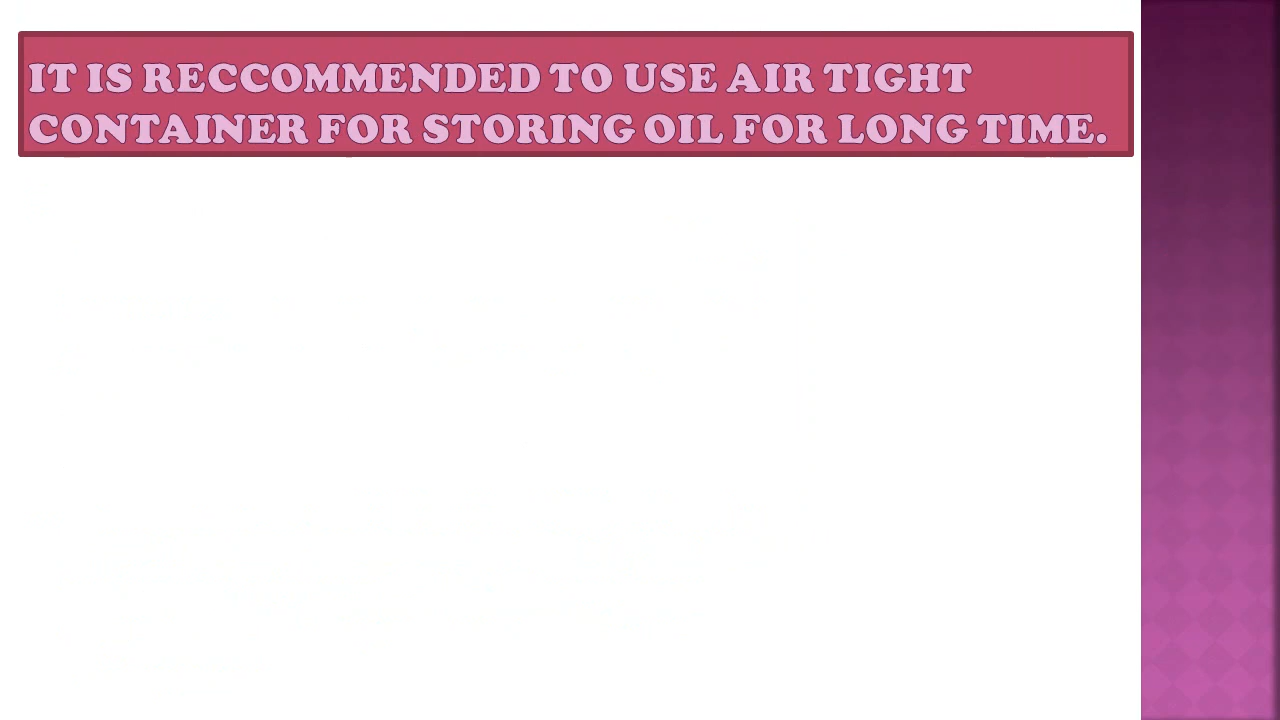 IT IS RECCOMMENDED TO USE AIR TIGHT
CONTAINER FOR STORING OIL FOR LONG TIME.